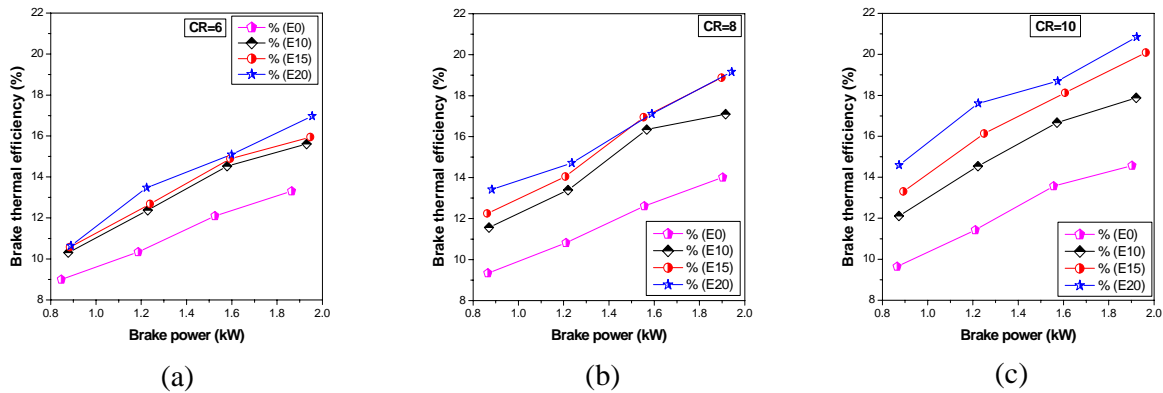 CR=6
% (E0)
% (E10)
% (E15)
% (E20)
22
20
18
16
14
12
10
8
0.8 1.0 1.2 1.4 1.6 1.8 2.0
Brake thermal efficiency (%)
Brake power (kW)
(a)
CR=8
22
20
18
16
14
12
10
8
% (E0)
% (E10)
% (E15)
% (E20)
0.8 1.0 1.2 1.4 1.6 1.8 2.0
Brake thermal efficiency (%)
Brake power (kW)
(b)
CR=10
22
20
18
16
14
12
10
8
% (E0)
% (E10)
% (E15)
% (E20)
0.8 1.0 1.2 1.4 1.6 1.8 2.0
Brake thermal efficiency (%)
Brake power (kW)
(c)